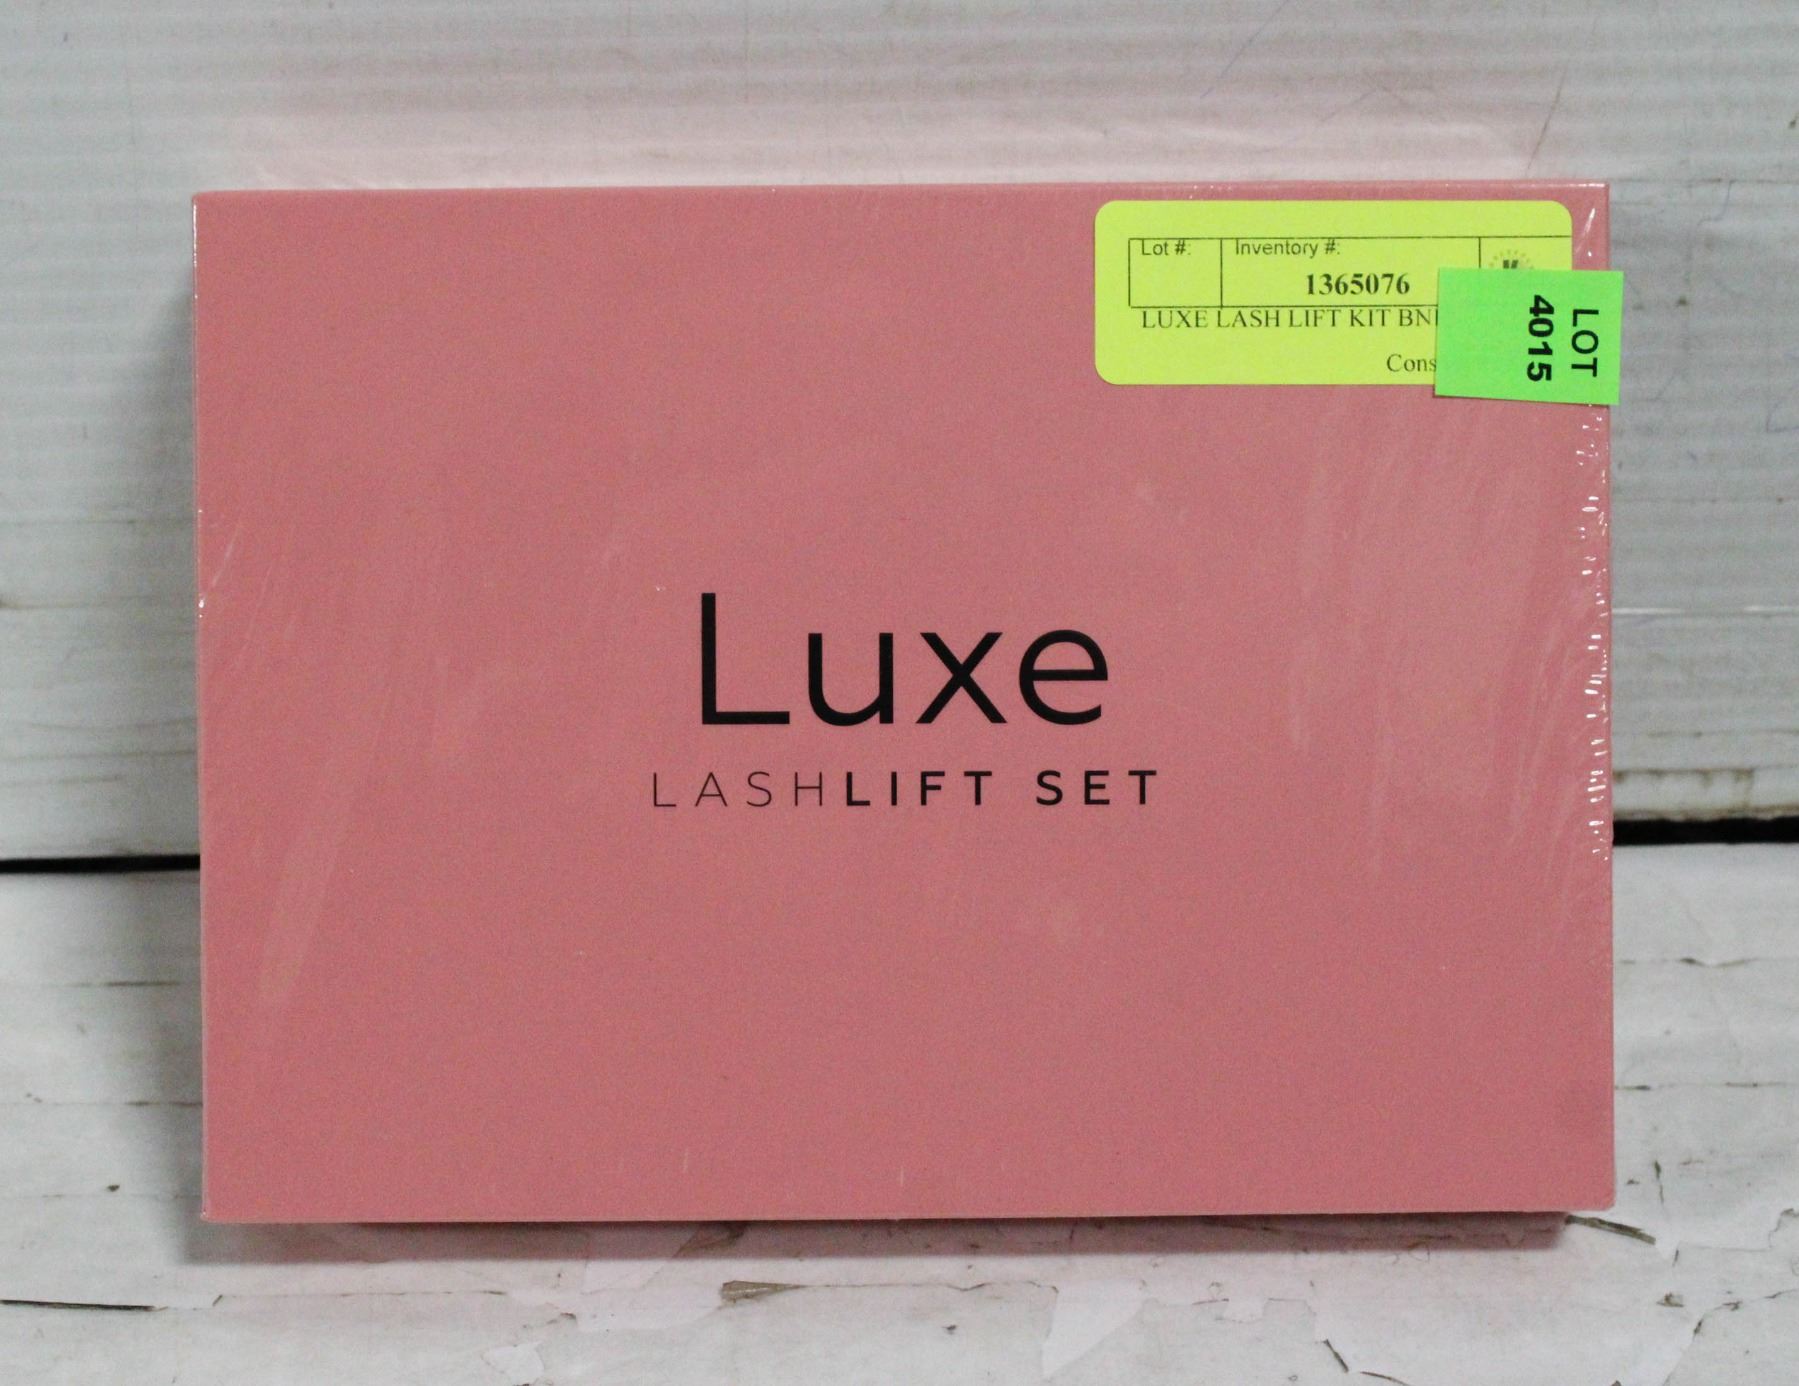 Lot #: Inventory #:
1365076
LUXE LASH LIFT KIT
LOT
4015
Luxe
LASHLIFT SET